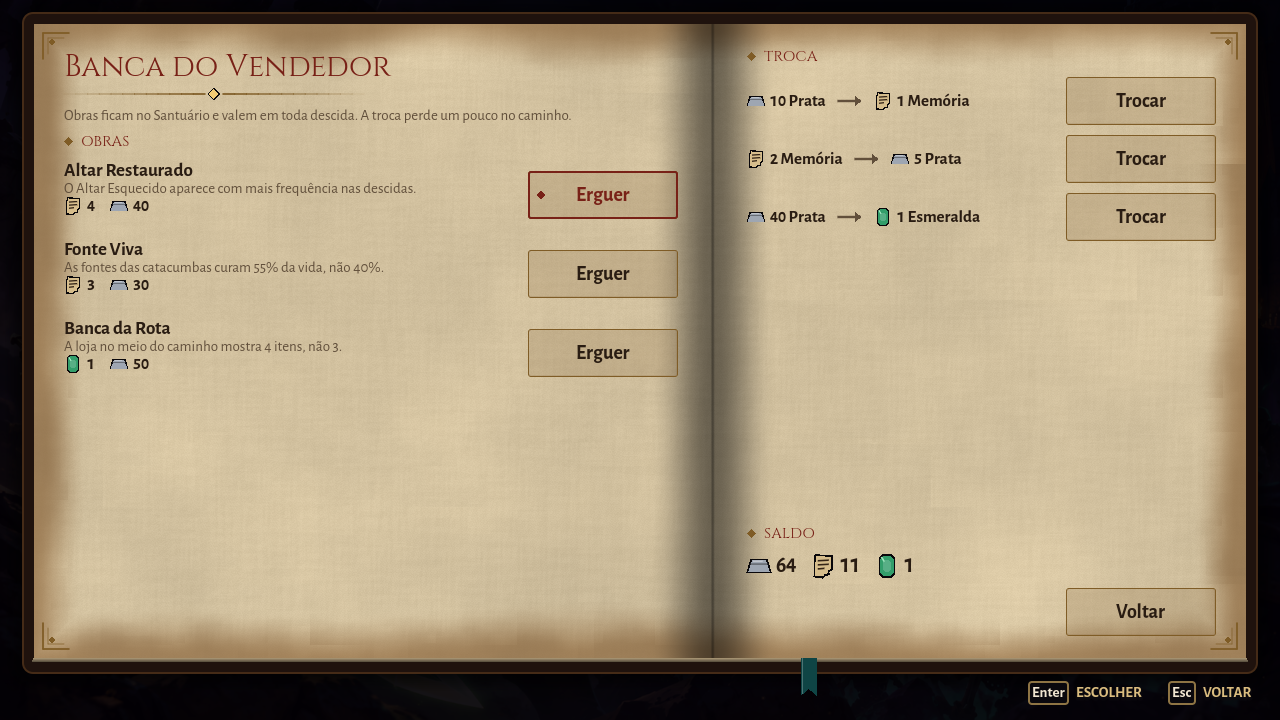 Banca do Vendedor
Obras ficam no Santuário e valem em toda descida. A troca perde um pouco no caminho.
OBRAS
Altar Restaurado
O Altar Esquecido aparece com mais frequência nas descidas.
4 40
Erguer
Fonte Viva
As fontes das catacumbas curam 55% da vida, não 40%.
3 30
Erguer
Banca da Rota
A loja no meio do caminho mostra 4 itens, não 3.
1 50
Erguer
TROCA
10 Prata 1 Memória Trocar
2 Memória 5 Prata Trocar
40 Prata 1 Esmeralda Trocar
SALDO
64 11 1
Voltar
Enter ESCOLHER Esc VOLTAR